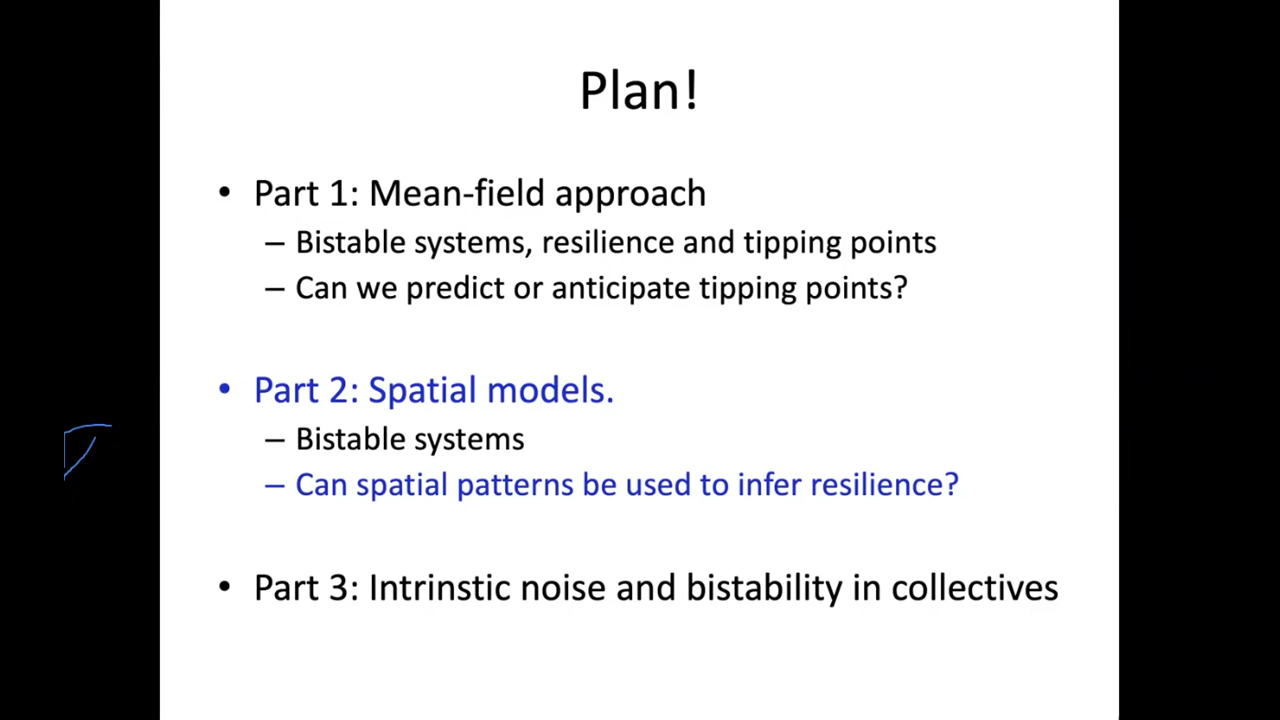 Plan!
• Part 1: Mean-field approach
– Bistable systems, resilience and tipping points
– Can we predict or anticipate tipping points?
• Part 2: Spatial models.
– Bistable systems
– Can spatial patterns be used to infer resilience?
• Part 3: Intrinstic noise and bistability in collectives